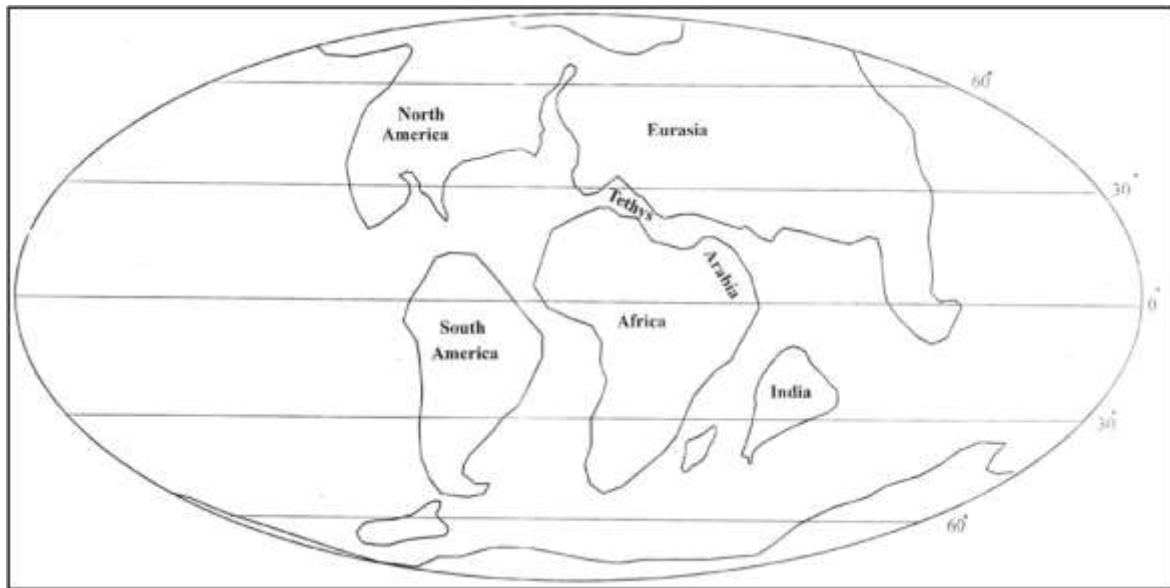 60°
North
America
Eurasia
30°
Tethys
Arabia
0°
South
America
Africa
India
30°
60°